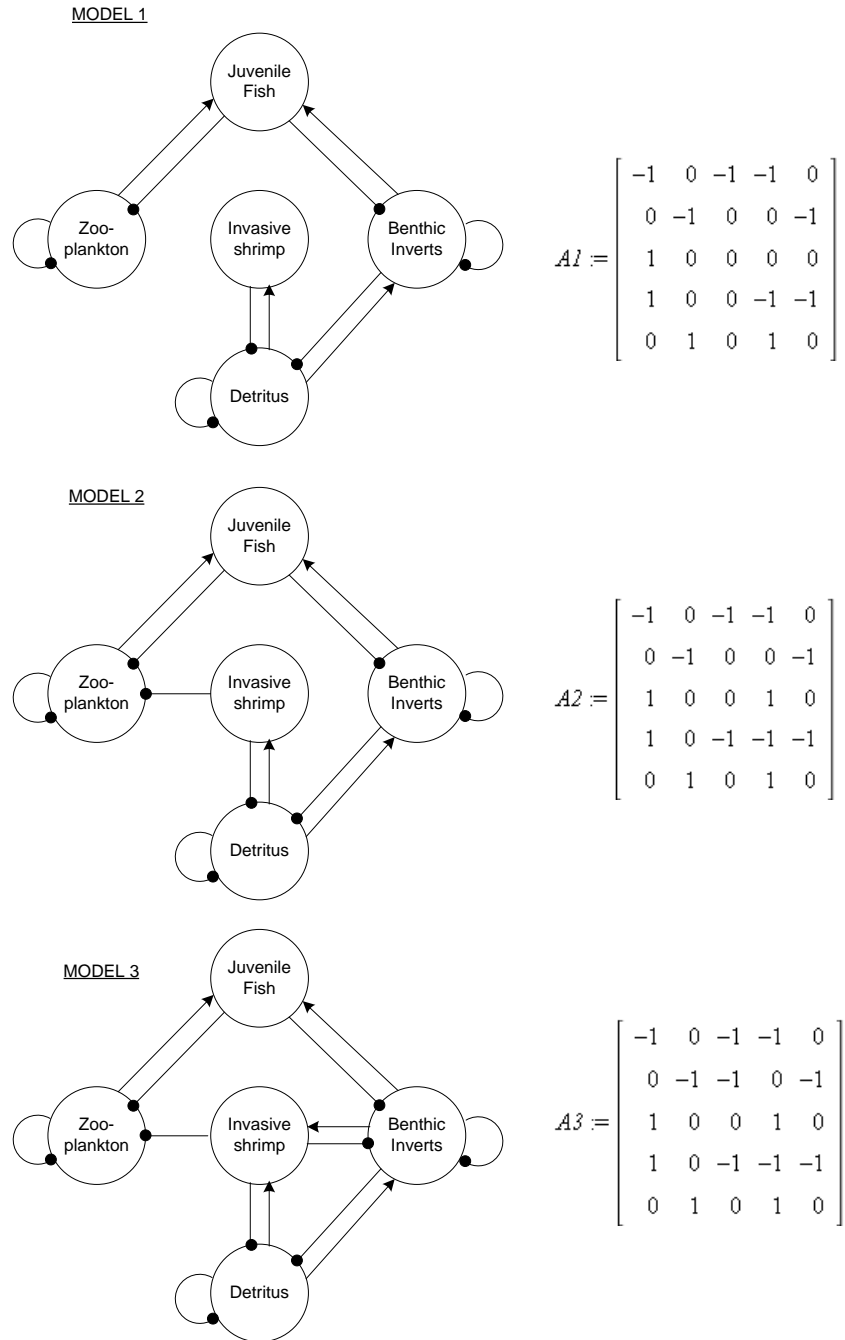 MODEL 1
Juvenile
Fish
Zoo-
plankton
Invasive
shrimp
Benthic
Inverts
Detritus
A1 :=
-1 0 -1 -1 0
0 -1 0 0 -1
1 0 0 0 0
1 0 0 -1 -1
0 1 0 1 0
MODEL 2
Juvenile
Fish
Zoo-
plankton
Invasive
shrimp
Benthic
Inverts
Detritus
A2 :=
-1 0 -1 -1 0
0 -1 0 0 -1
1 0 0 1 0
1 0 -1 -1 -1
0 1 0 1 0
MODEL 3
Juvenile
Fish
Zoo-
plankton
Invasive
shrimp
Benthic
Inverts
Detritus
A3 :=
-1 0 -1 -1 0
0 -1 -1 0 -1
1 0 0 1 0
1 0 -1 -1 -1
0 1 0 1 0